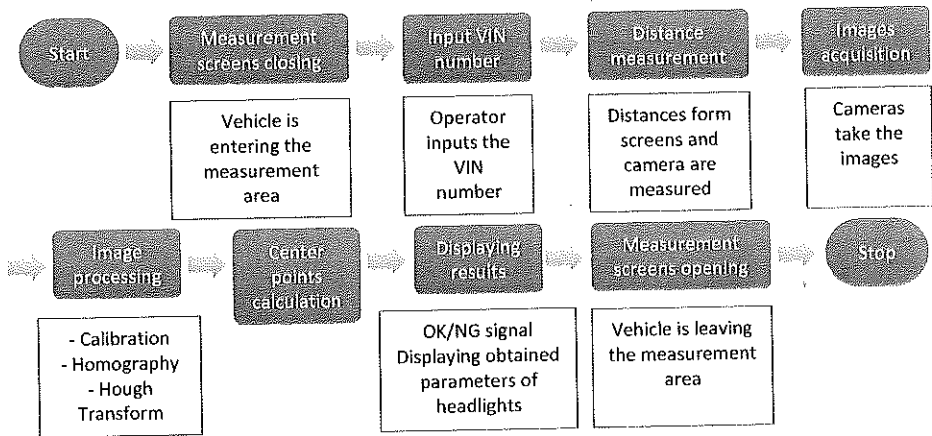 Start
Measurement
screens closing
Input VIN
number
Distance
measurement
Images
acquisition
Vehicle is
entering the
measurement
area
Operator
inputs the
VIN
number
Distances form
screens and
camera are
measured
Cameras
take the
images
Image
processing
Center
points
calculation
Displaying
results
Measurement
screens opening
Stop
- Calibration
- Homography
- Hough
Transform
OK/NG signal
Displaying obtained
parameters of
headlights
Vehicle is leaving
the measurement
area